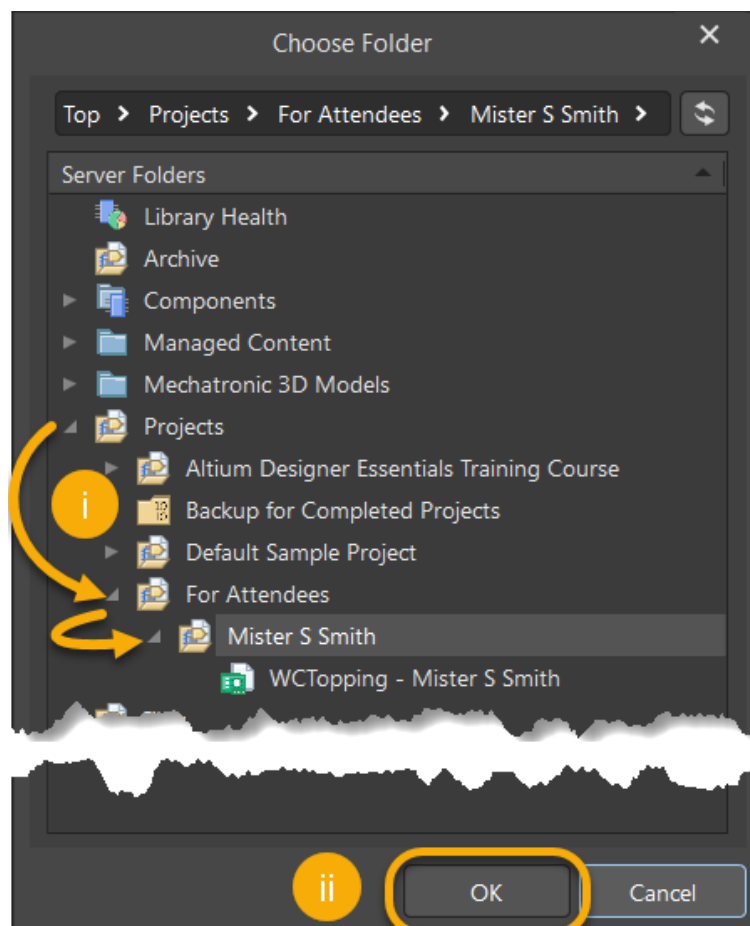 Choose Folder
Top > Projects > For Attendees > Mister S Smith >
Server Folders
Library Health
Archive
Components
Managed Content
Mechatronic 3D Models
Projects
Altium Designer Essentials Training Course
i
Backup for Completed Projects
Default Sample Project
For Attendees
Mister S Smith
WCTopping - Mister S Smith
ii
OK
Cancel